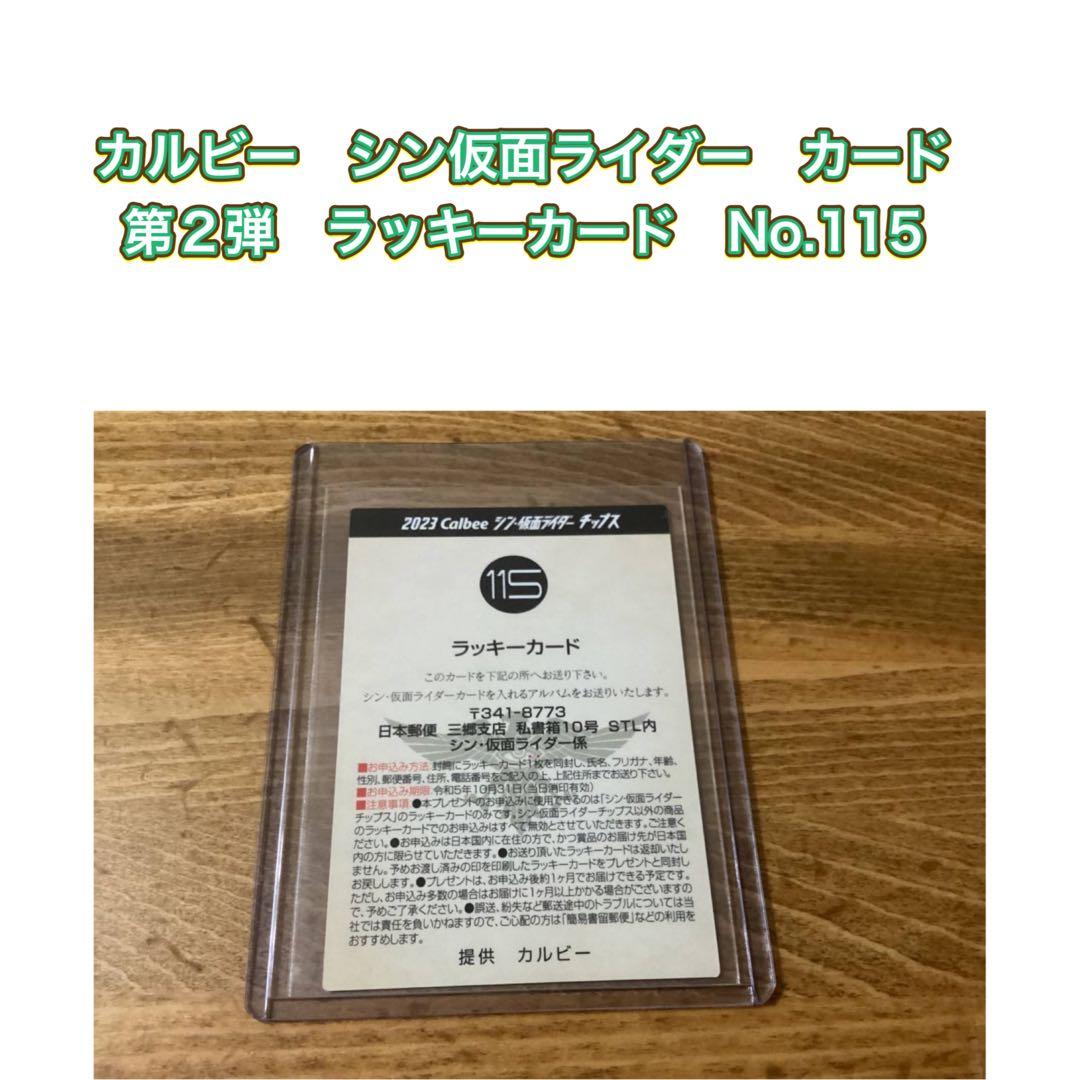 カルビー　シン仮面ライダー　カード
第２弾　ラッキーカード　No.115
2023 Calbee シン・仮面ライダー チップス
115
ラッキーカード
このカードを下記の所へお送り下さい。
シン・仮面ライダーカードを入れるアルバムをお送りいたします。
〒341-8773
日本郵便 三郷支店 私書箱10号 STL内
シン・仮面ライダー係
■お申込み方法 封筒にラッキーカード1枚を同封し、氏名、フリガナ、年齢、
性別、郵便番号、住所、電話番号をご記入の上、上記住所までお送り下さい。
■お申込み期限 令和5年10月31日(当日消印有効)
■注意事項 ●本プレゼントのお申込みに使用できるのは「シン・仮面ライダー
チップス」のラッキーカードのみです。シン・仮面ライダーチップス以外の商品
のラッキーカードでのお申込みはすべて無効とさせていただきます。ご注意く
ださい。●お申込みは日本国内に在住の方で、かつ賞品のお届け先が日本国
内の方に限らせていただきます。●お送り頂いたラッキーカードは返却いたし
ません。予めお渡し済みの印を印刷したラッキーカードをプレゼントと同封し
お戻しします。●プレゼントは、お申込み後約1ヶ月でお届けできる予定です。
ただし、お申込み多数の場合はお届けに1ヶ月以上かかる場合がございますの
で、予めご了承ください。●誤送、紛失など郵送途中のトラブルについては当
社では責任を負いかねますので、ご心配の方は「簡易書留郵便」などの利用を
おすすめします。
提供　カルビー